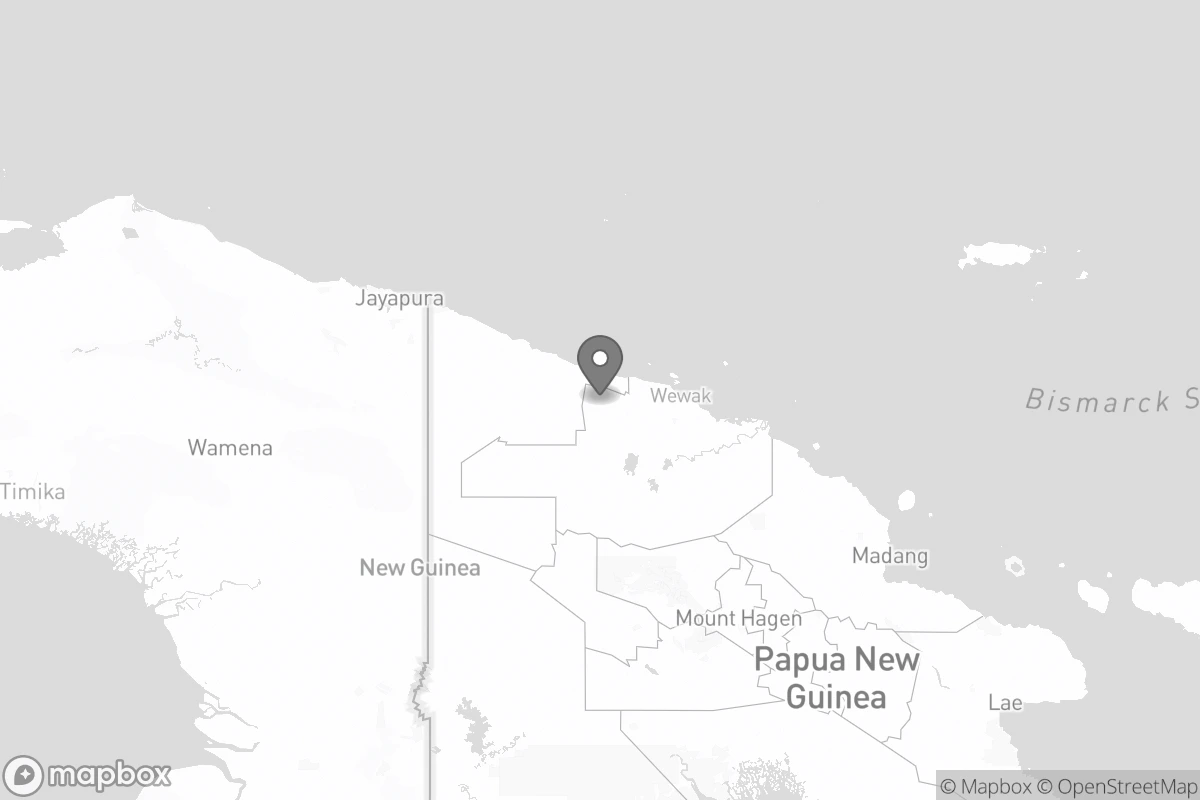 Jayapura
Wewak
Bismarck S
Wamena
Timika
Madang
New Guinea
Mount Hagen
Papua New
Guinea
Lae
mapbox
© Mapbox © OpenStreetMap